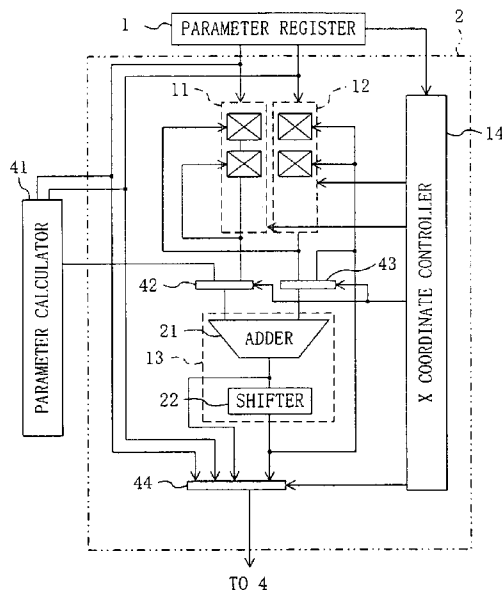 1
PARAMETER REGISTER
2
11
12
14
41
PARAMETER CALCULATOR
X COORDINATE CONTROLLER
42
43
21
ADDER
13
22
SHIFTER
44
TO 4